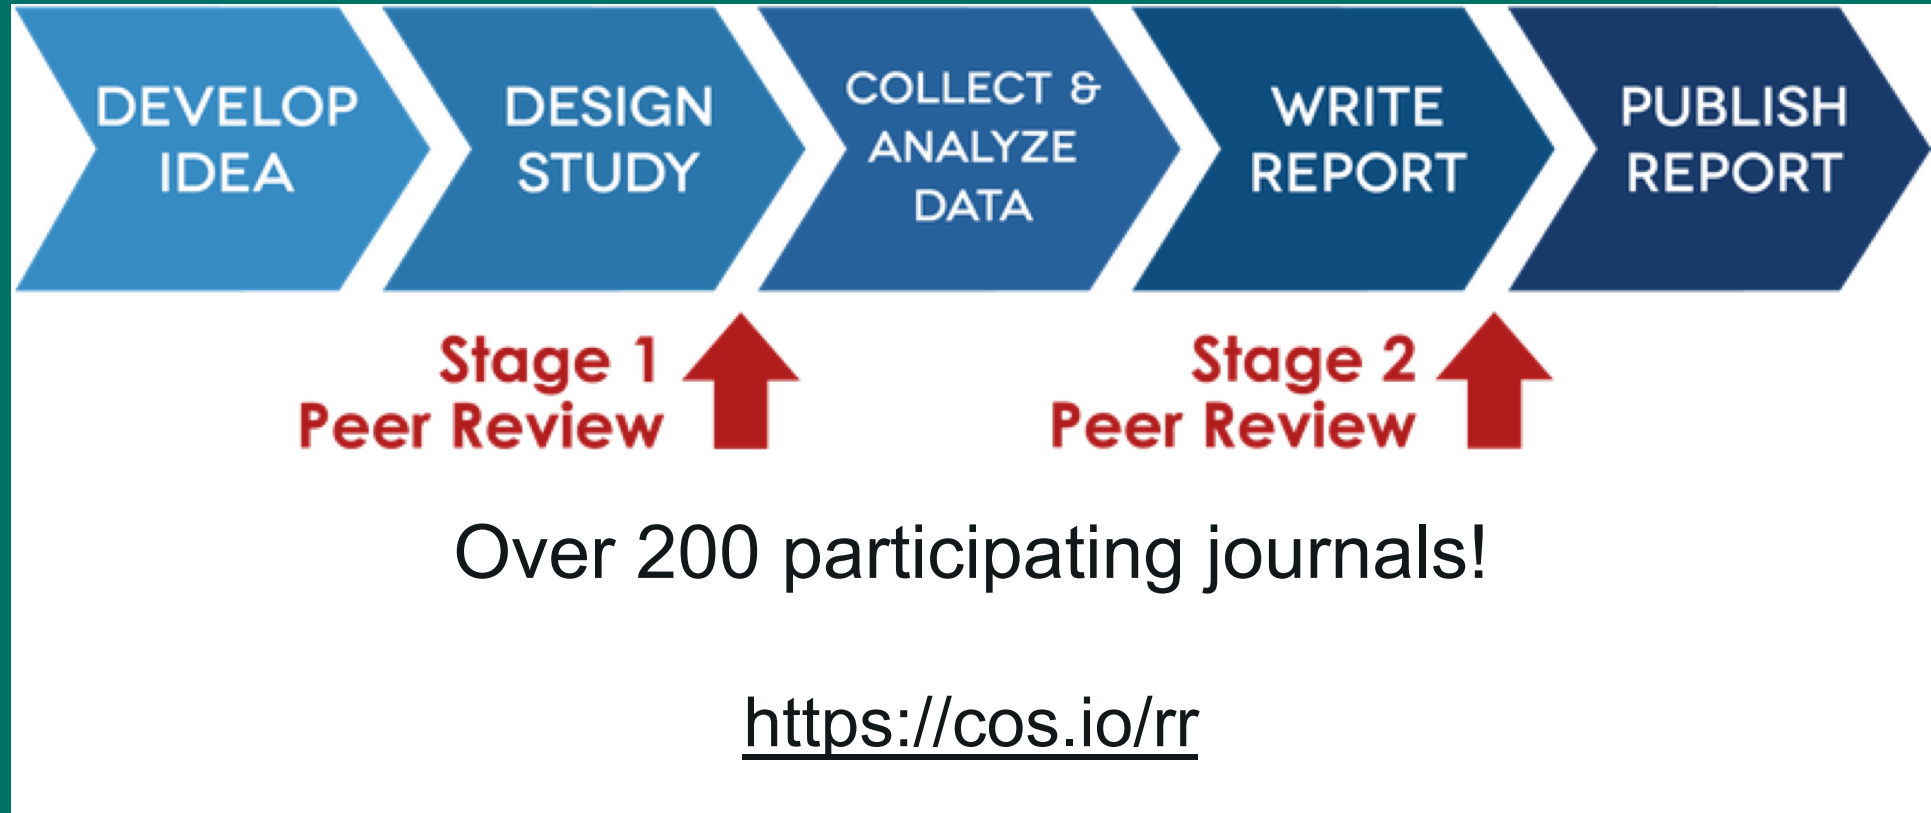 DEVELOP
IDEA
DESIGN
STUDY
COLLECT &
ANALYZE
DATA
WRITE
REPORT
PUBLISH
REPORT
Stage 1
Peer Review
Stage 2
Peer Review
Over 200 participating journals!
https://cos.io/rr